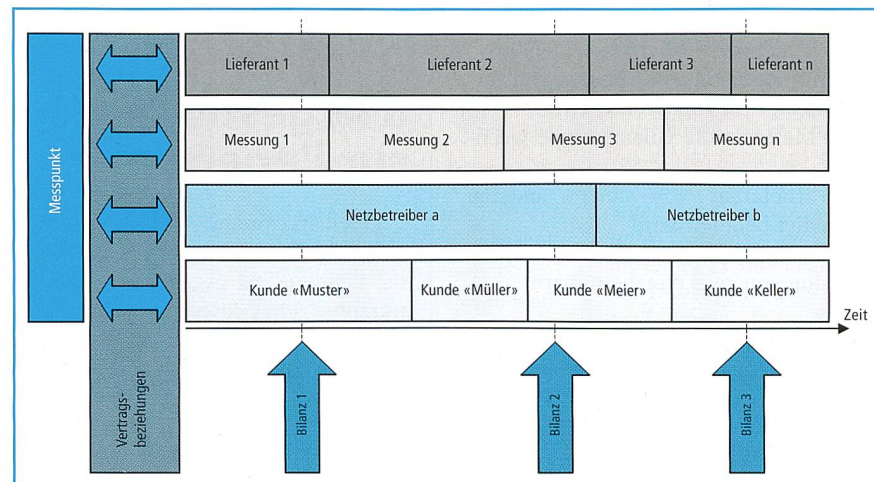 Messpunkt
Vertrags-
beziehungen
Lieferant 1
Lieferant 2
Lieferant 3
Lieferant n
Messung 1
Messung 2
Messung 3
Messung n
Netzbetreiber a
Netzbetreiber b
Kunde «Muster»
Kunde «Müller»
Kunde «Meier»
Kunde «Keller»
Zeit
Bilanz 1
Bilanz 2
Bilanz 3